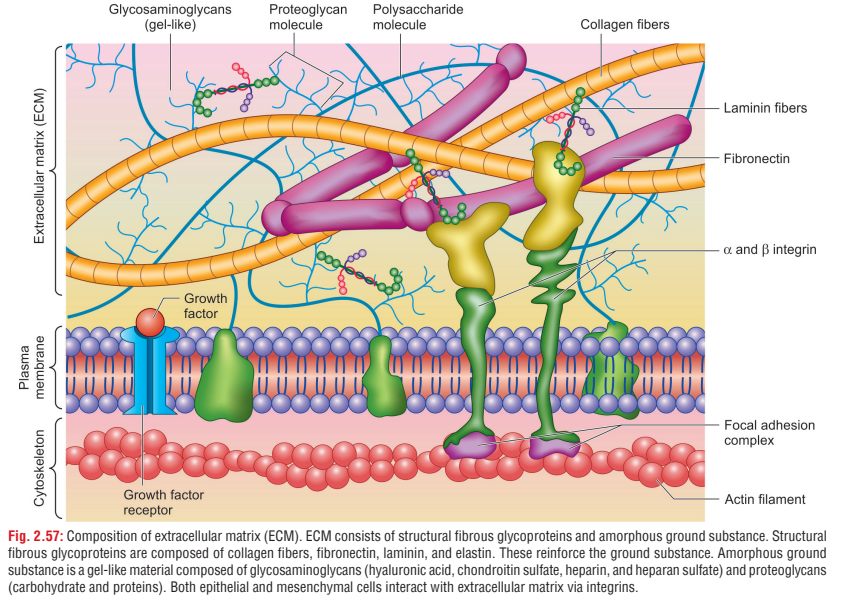 Glycosaminoglycans
(gel-like)
Proteoglycan
molecule
Polysaccharide
molecule
Collagen fibers
Extracellular matrix (ECM)
Laminin fibers
Fibronectin
α and β integrin
Growth
factor
Plasma
membrane
Focal adhesion
complex
Cytoskeleton
Growth factor
receptor
Actin filament
Fig. 2.57: Composition of extracellular matrix (ECM). ECM consists of structural fibrous glycoproteins and amorphous ground substance. Structural
fibrous glycoproteins are composed of collagen fibers, fibronectin, laminin, and elastin. These reinforce the ground substance. Amorphous ground
substance is a gel-like material composed of glycosaminoglycans (hyaluronic acid, chondroitin sulfate, heparin, and heparan sulfate) and proteoglycans
(carbohydrate and proteins). Both epithelial and mesenchymal cells interact with extracellular matrix via integrins.